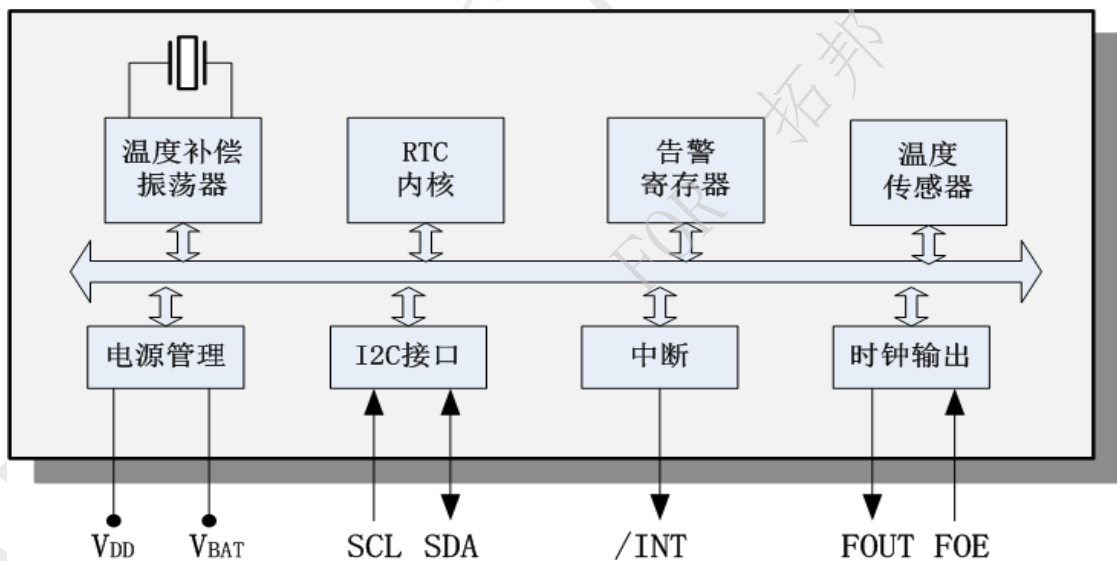 温度补偿
振荡器
RTC
内核
告警
寄存器
温度
传感器
电源管理
I2C接口
中断
时钟输出
VDD VBAT SCL SDA /INT FOUT FOE
FOR 拓邦